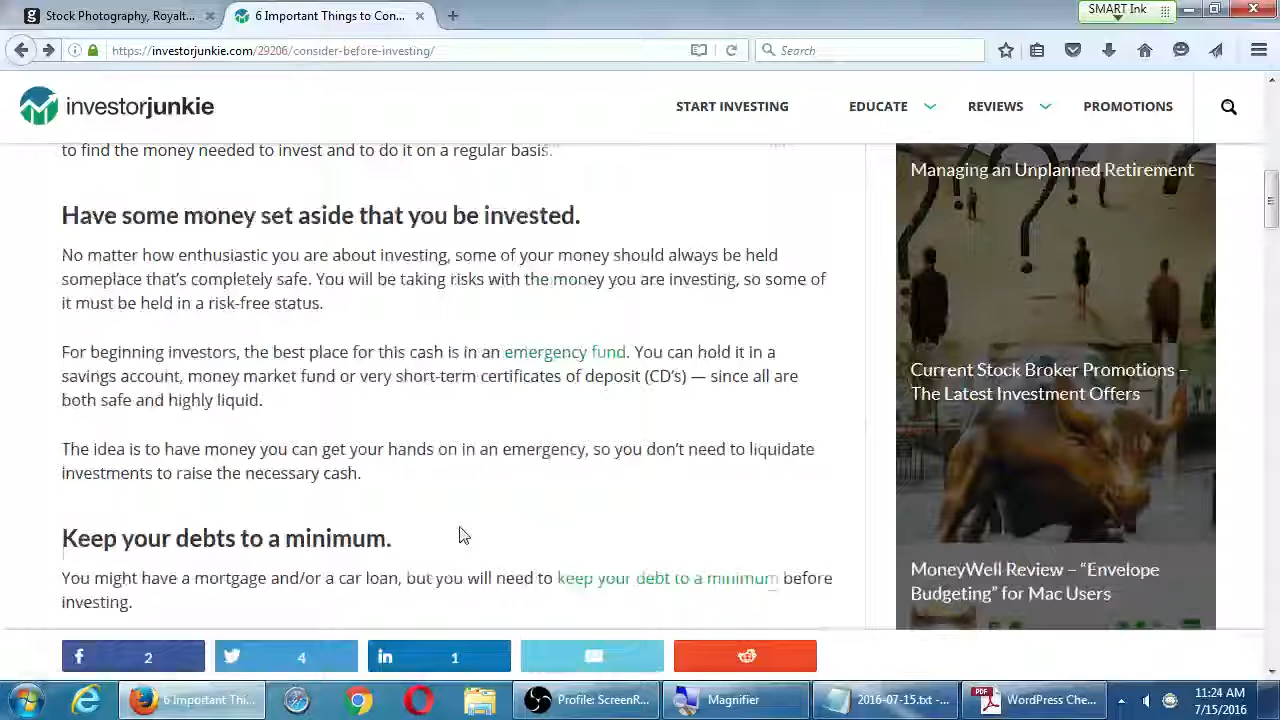 Stock Photography, Royalt...
6 Important Things to Con...
SMART Ink
https://investorjunkie.com/29206/consider-before-investing/
Search
investorjunkie
START INVESTING
EDUCATE
REVIEWS
PROMOTIONS
to find the money needed to invest and to do it on a regular basis.
Have some money set aside that you be invested.
No matter how enthusiastic you are about investing, some of your money should always be held
someplace that's completely safe. You will be taking risks with the money you are investing, so some of
it must be held in a risk-free status.
For beginning investors, the best place for this cash is in an emergency fund. You can hold it in a
savings account, money market fund or very short-term certificates of deposit (CD's) — since all are
both safe and highly liquid.
The idea is to have money you can get your hands on in an emergency, so you don't need to liquidate
investments to raise the necessary cash.
Keep your debts to a minimum.
You might have a mortgage and/or a car loan, but you will need to keep your debt to a minimum before
investing.
Managing an Unplanned Retirement
Current Stock Broker Promotions –
The Latest Investment Offers
MoneyWell Review – “Envelope
Budgeting” for Mac Users
2
4
1
6 Important Thi...
Profile: ScreenR...
Magnifier
2016-07-15.txt -...
WordPress Che...
11:24 AM
7/15/2016